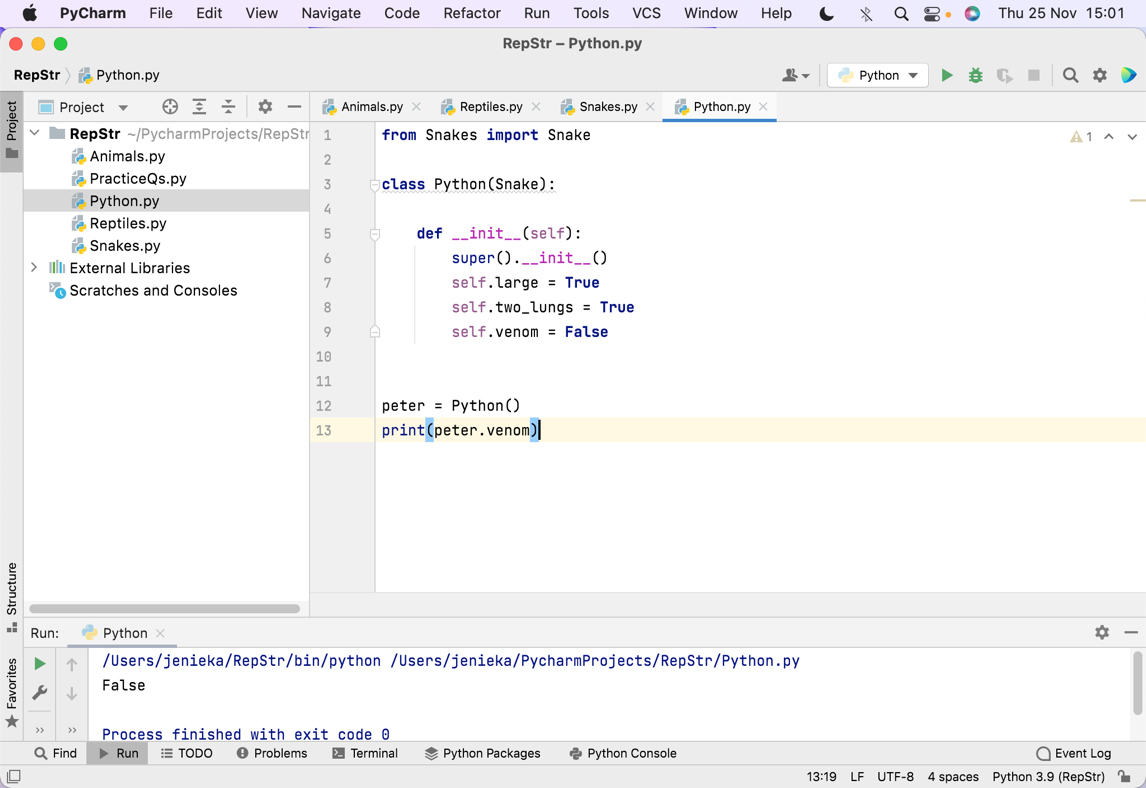 PyCharm File Edit View Navigate Code Refactor Run Tools VCS Window Help Thu 25 Nov 15:01
RepStr – Python.py
RepStr Python.py Python
Project Animals.py Reptiles.py Snakes.py Python.py
Project
RepStr ~/PycharmProjects/RepStr
Animals.py
PracticeQs.py
Python.py
Reptiles.py
Snakes.py
External Libraries
Scratches and Consoles
1 from Snakes import Snake
2
3 class Python(Snake):
4
5 def __init__(self):
6 super().__init__()
7 self.large = True
8 self.two_lungs = True
9 self.venom = False
10
11
12 peter = Python()
13 print(peter.venom)
1
Structure
Favorites
Run: Python
/Users/jenieka/RepStr/bin/python /Users/jenieka/PycharmProjects/RepStr/Python.py
False
Process finished with exit code 0
Find Run TODO Problems Terminal Python Packages Python Console Event Log
13:19 LF UTF-8 4 spaces Python 3.9 (RepStr)